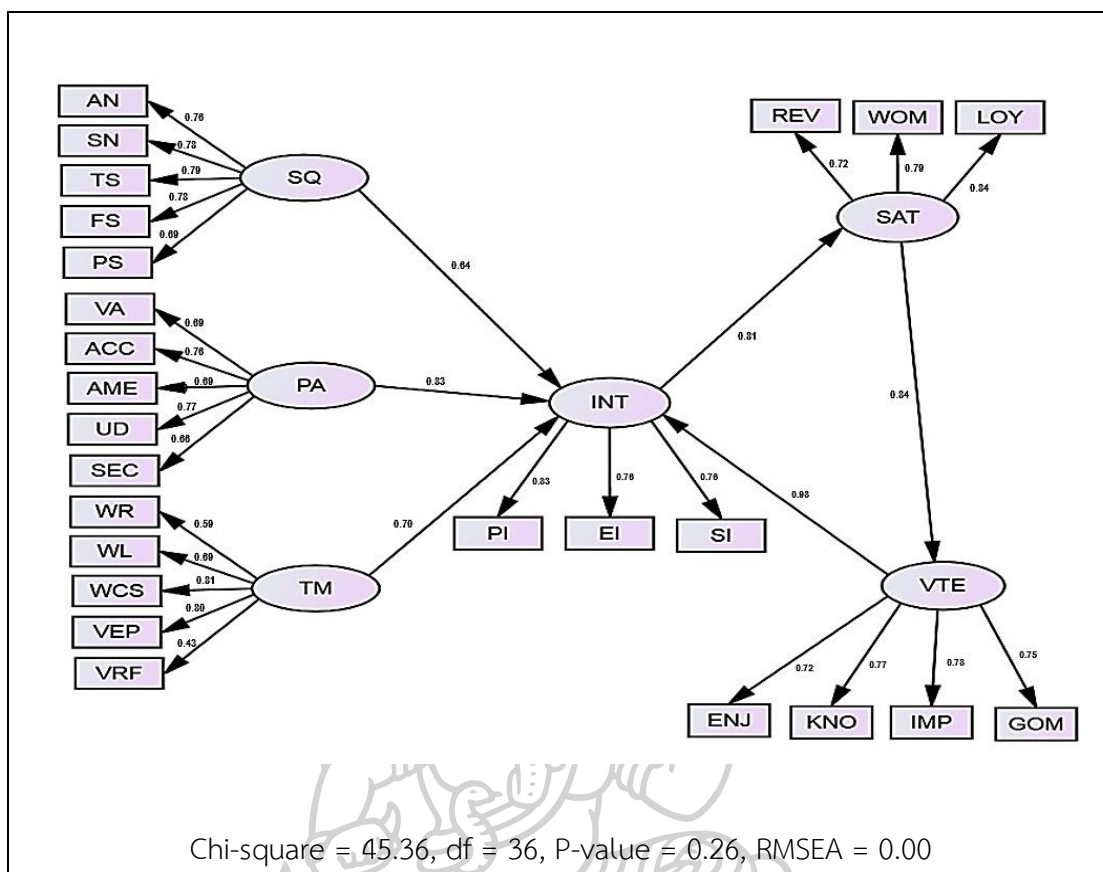 AN
SN
TS
FS
PS
0.76
0.78
0.79
0.78
0.69
SQ
VA
ACC
AME
UD
SEC
0.69
0.76
0.69
0.77
0.66
PA
WR
WL
WCS
VEP
VRF
0.59
0.69
0.81
0.80
0.43
TM
0.64
0.83
0.70
INT
0.83
0.76
0.76
PI
EI
SI
REV
WOM
LOY
0.72
0.79
0.84
SAT
0.81
0.84
0.98
VTE
0.72
0.77
0.78
0.75
ENJ
KNO
IMP
GOM
Chi-square = 45.36, df = 36, P-value = 0.26, RMSEA = 0.00